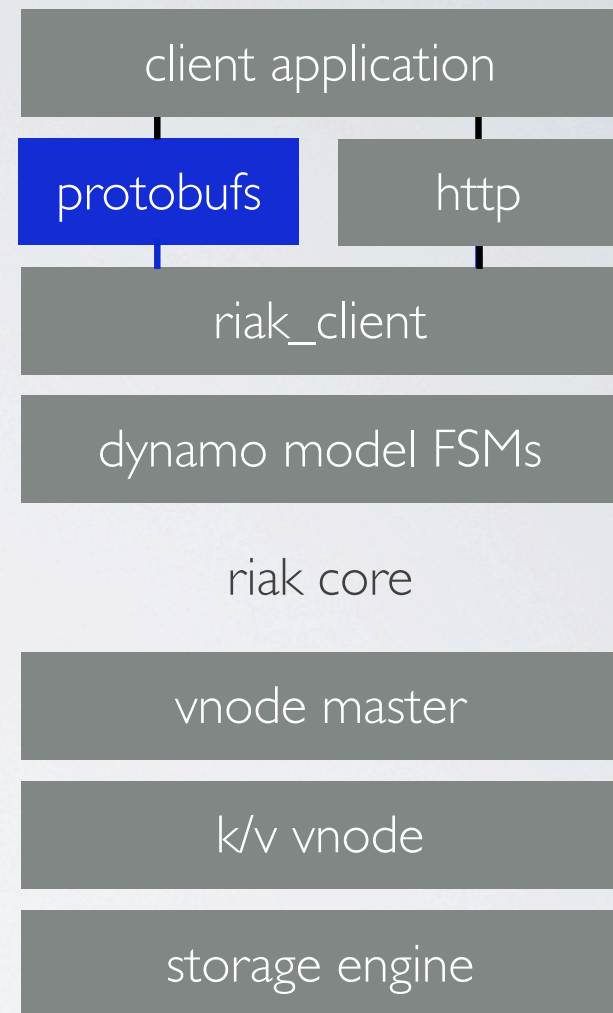 client application
protobufs
http
riak_client
dynamo model FSMs
riak core
vnode master
k/v vnode
storage engine